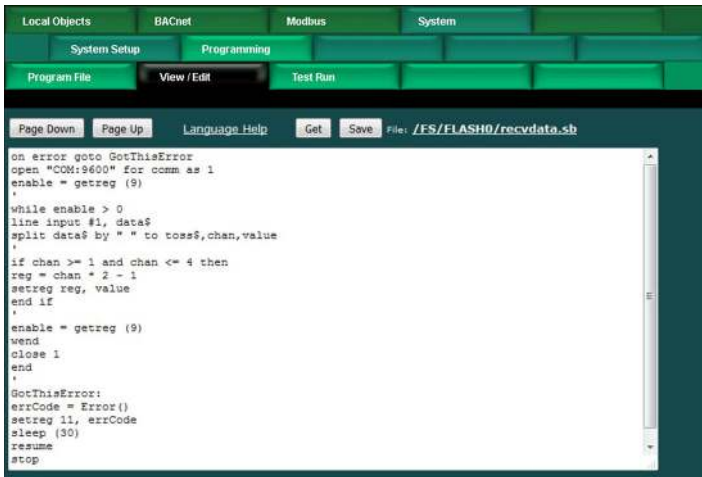 Local Objects BACnet Modbus System
System Setup Programming
Program File View / Edit Test Run
Page Down Page Up Language Help Get Save File: /FS/FLASH0/recvdata.sb
on error goto GotThisError
open "COM:9600" for comm as 1
enable = getreg (9)
'
while enable > 0
line input #1, data$
split data$ by " " to toss$,chan,value
'
if chan >= 1 and chan <= 4 then
reg = chan * 2 - 1
setreg reg, value
end if
'
enable = getreg (9)
wend
close 1
end
'
GotThisError:
errCode = Error()
setreg 11, errCode
sleep (30)
resume
stop